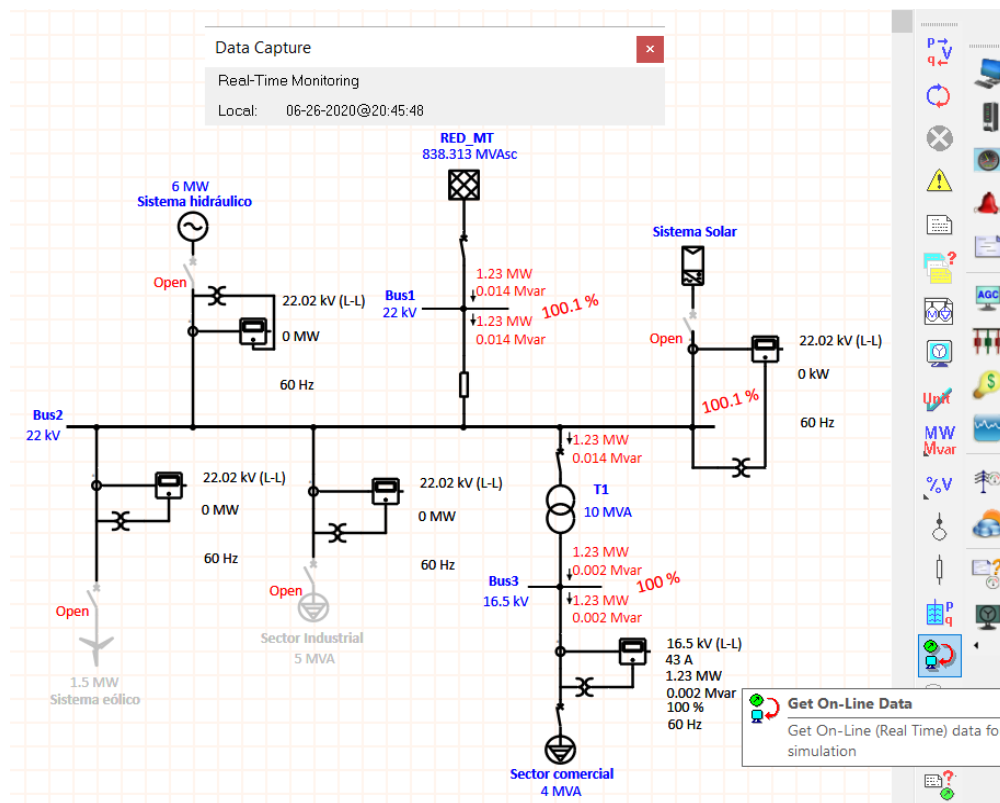 Data Capture
Real-Time Monitoring
Local: 06-26-2020@20:45:48
RED_MT
838.313 MVAsc
6 MW
Sistema hidráulico
Open
22.02 kV (L-L)
0 MW
60 Hz
Bus1
22 kV
1.23 MW
0.014 Mvar
1.23 MW
0.014 Mvar
100.1 %
Sistema Solar
Open
22.02 kV (L-L)
0 kW
60 Hz
100.1 %
Bus2
22 kV
22.02 kV (L-L)
0 MW
60 Hz
Open
1.5 MW
Sistema eólico
22.02 kV (L-L)
0 MW
60 Hz
Open
Sector Industrial
5 MVA
1.23 MW
0.014 Mvar
T1
10 MVA
1.23 MW
0.002 Mvar
Bus3
16.5 kV
100 %
1.23 MW
0.002 Mvar
16.5 kV (L-L)
43 A
1.23 MW
0.002 Mvar
100 %
60 Hz
Sector comercial
4 MVA
P V
q
AGC
Unit
MW
Mvar
%V
P
q
Get On-Line Data
Get On-Line (Real Time) data fo
simulation